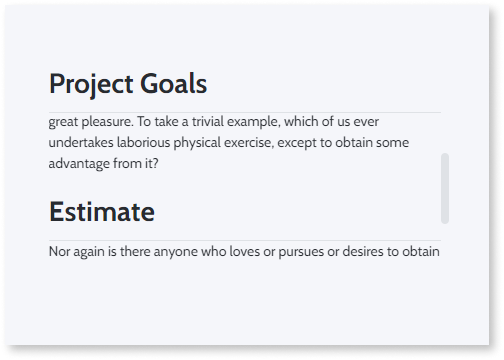 Project Goals
great pleasure. To take a trivial example, which of us ever
undertakes laborious physical exercise, except to obtain some
advantage from it?
Estimate
Nor again is there anyone who loves or pursues or desires to obtain